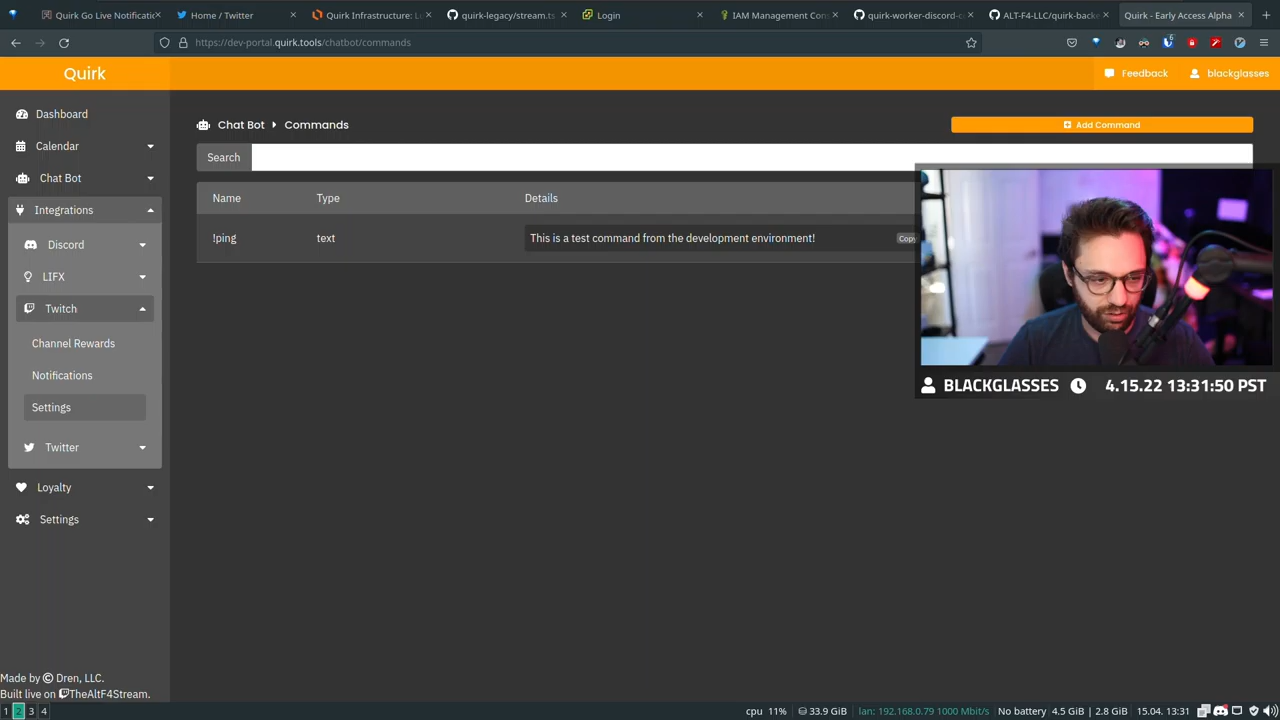 Quirk Go Live Notificati
Home / Twitter
Quirk Infrastructure: L
quirk-legacy/stream.ts
Login
IAM Management Con
quirk-worker-discord-
ALT-F4-LLC/quirk-back
Quirk - Early Access Alpha
https://dev-portal.quirk.tools/chatbot/commands
6
Quirk
Feedback
blackglasses
Dashboard
Calendar
Chat Bot
Integrations
Discord
LIFX
Twitch
Channel Rewards
Notifications
Settings
Twitter
Loyalty
Settings
Chat Bot
Commands
Add Command
Search
Name
Type
Details
!ping
text
This is a test command from the development environment!
Copy
BLACKGLASSES
4.15.22 13:31:50 PST
Made by © Dren, LLC.
Built live on TheAltF4Stream.
1 2 3 4
cpu 11%
33.9 GiB
lan: 192.168.0.79 1000 Mbit/s
No battery
4.5 GiB | 2.8 GiB
15.04. 13:31